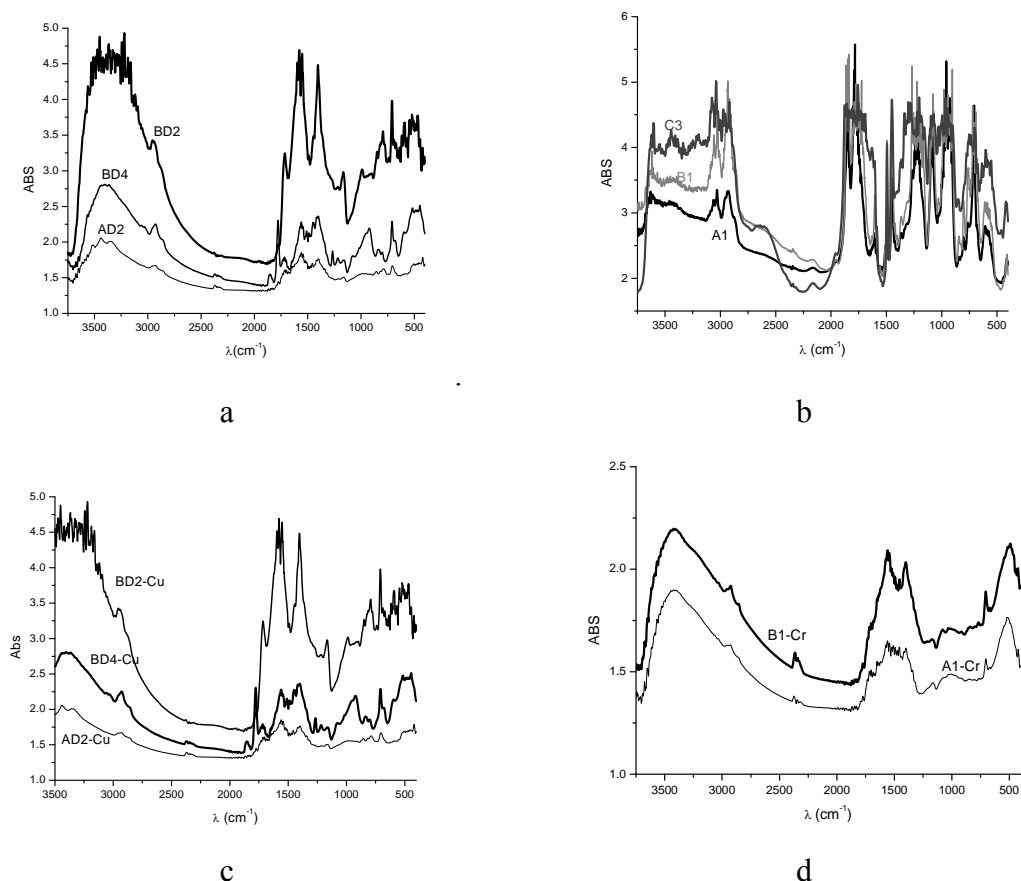 5.0
4.5
4.0
3.5
3.0
2.5
2.0
1.5
1.0
ABS
BD2
BD4
AD2
3500 3000 2500 2000 1500 1000 500
λ(cm-1)
a
6
5
4
3
2
ABS
C3
B1
A1
3500 3000 2500 2000 1500 1000 500
λ (cm-1)
b
5.0
4.5
4.0
3.5
3.0
2.5
2.0
1.5
1.0
Abs
BD2-Cu
BD4-Cu
AD2-Cu
3500 3000 2500 2000 1500 1000 500
λ (cm-1)
c
2.5
2.0
1.5
1.0
ABS
B1-Cr
A1-Cr
3500 3000 2500 2000 1500 1000 500
λ (cm-1)
d